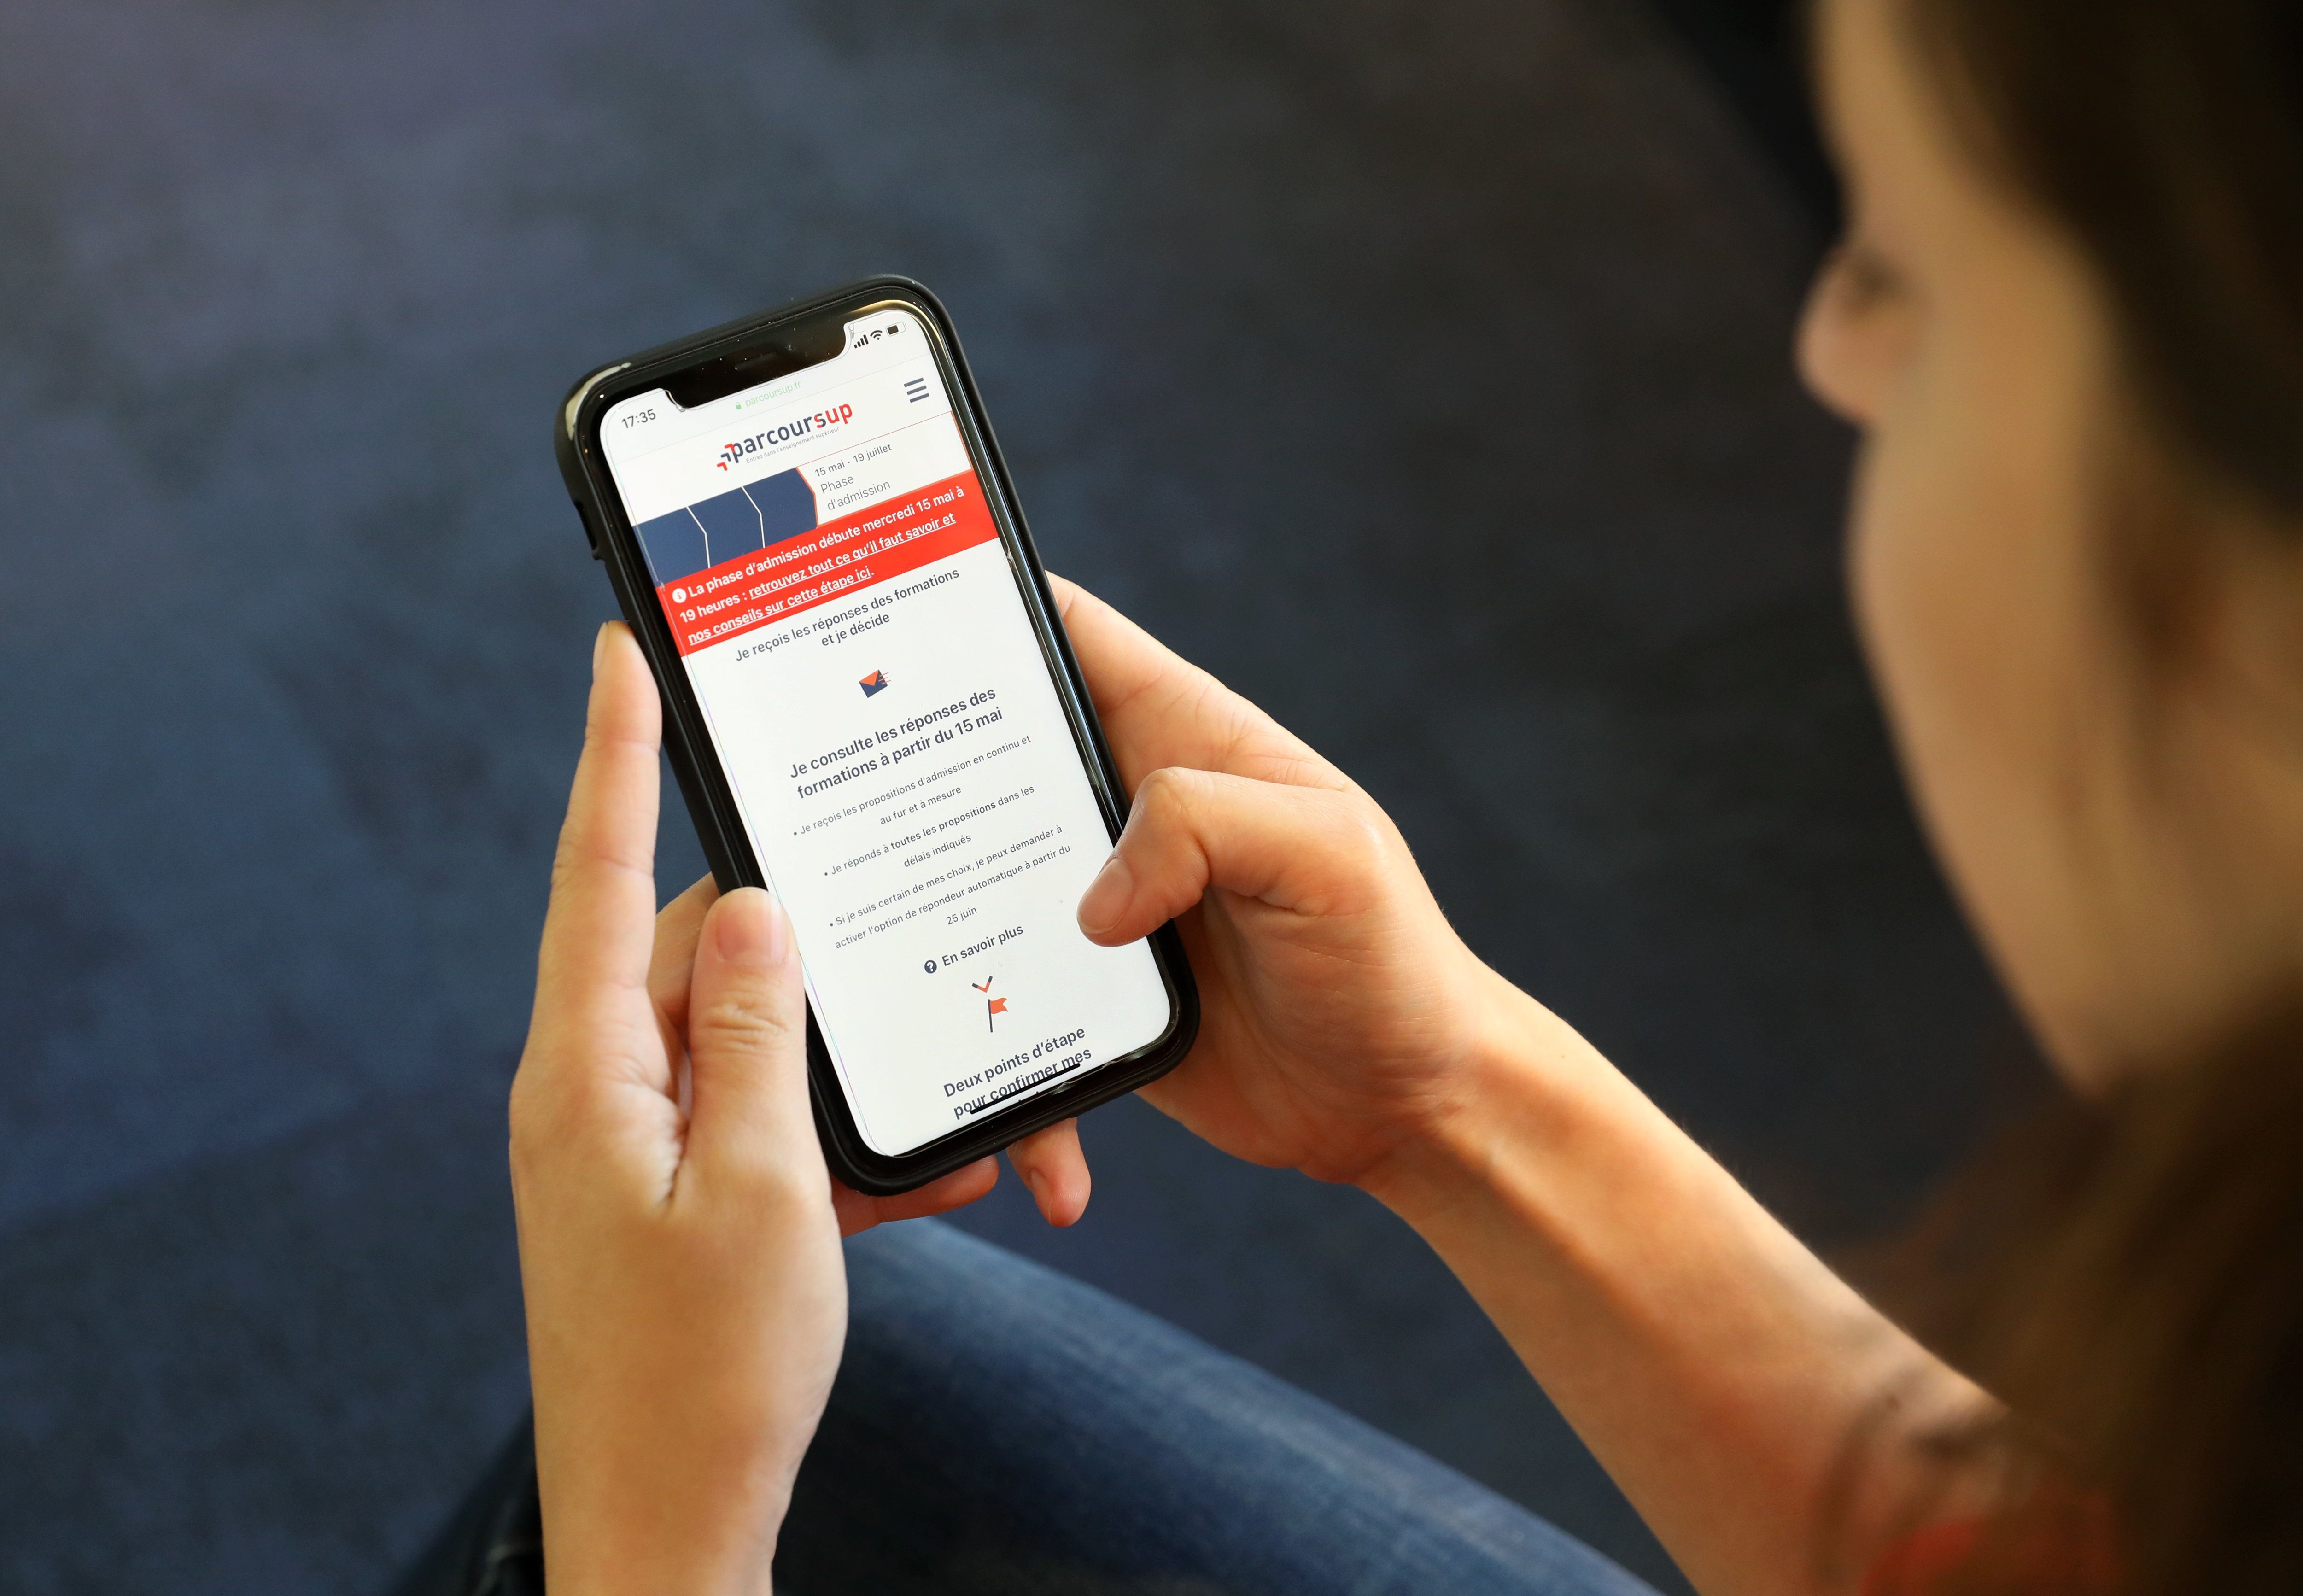 17:35
parcoursup.fr
parcoursup
Entrez dans l'enseignement supérieur
15 mai - 19 juillet
Phase
d'admission
La phase d'admission débute mercredi 15 mai à
19 heures : retrouvez tout ce qu'il faut savoir et
nos conseils sur cette étape ici.
Je reçois les réponses des formations
et je décide
Je consulte les réponses des
formations à partir du 15 mai
• Je reçois les propositions d'admission en continu et
au fur et à mesure
• Je réponds à toutes les propositions dans les
délais indiqués
• Si je suis certain de mes choix, je peux demander à
activer l'option de répondeur automatique à partir du
25 juin
En savoir plus
Deux points d'étape
pour confirmer mes